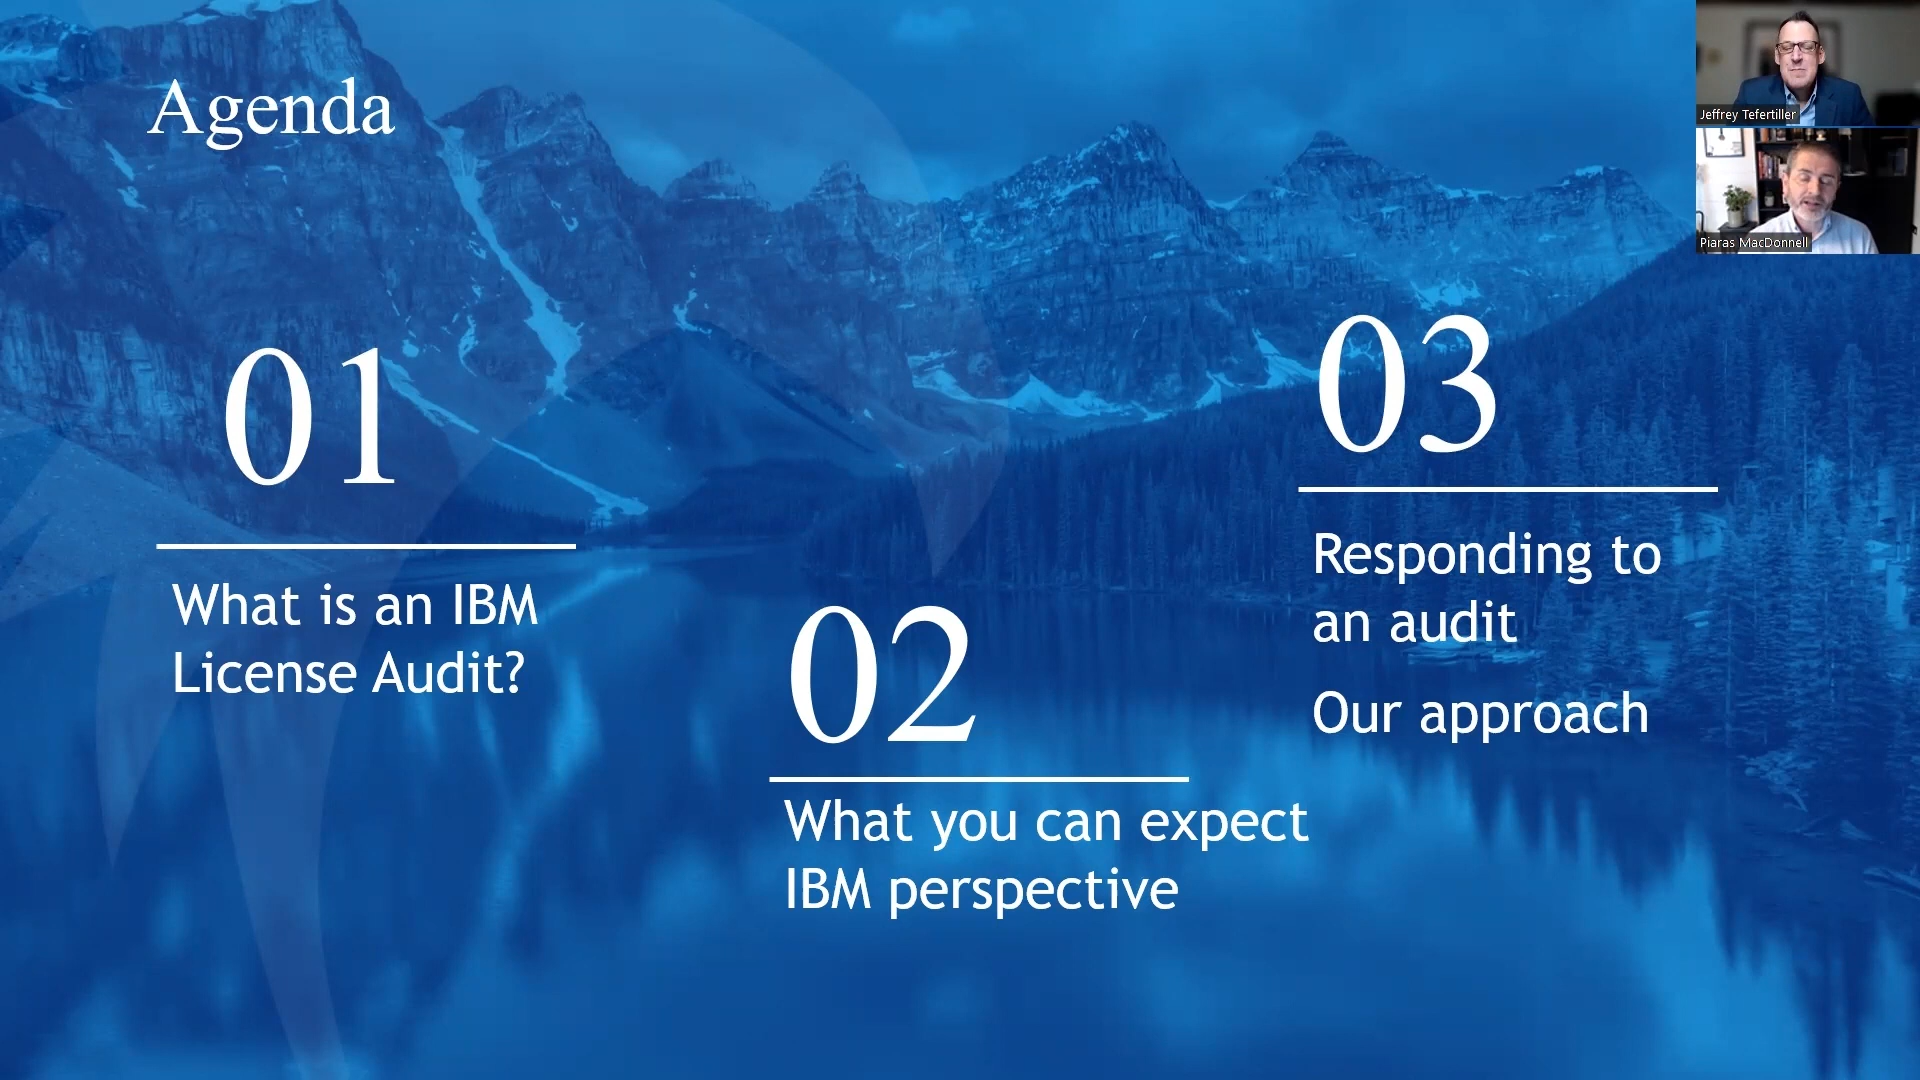 Agenda
01
What is an IBM
License Audit?
02
What you can expect
IBM perspective
03
Responding to
an audit
Our approach
Jeffrey Tefertiller
Piaras MacDonnell